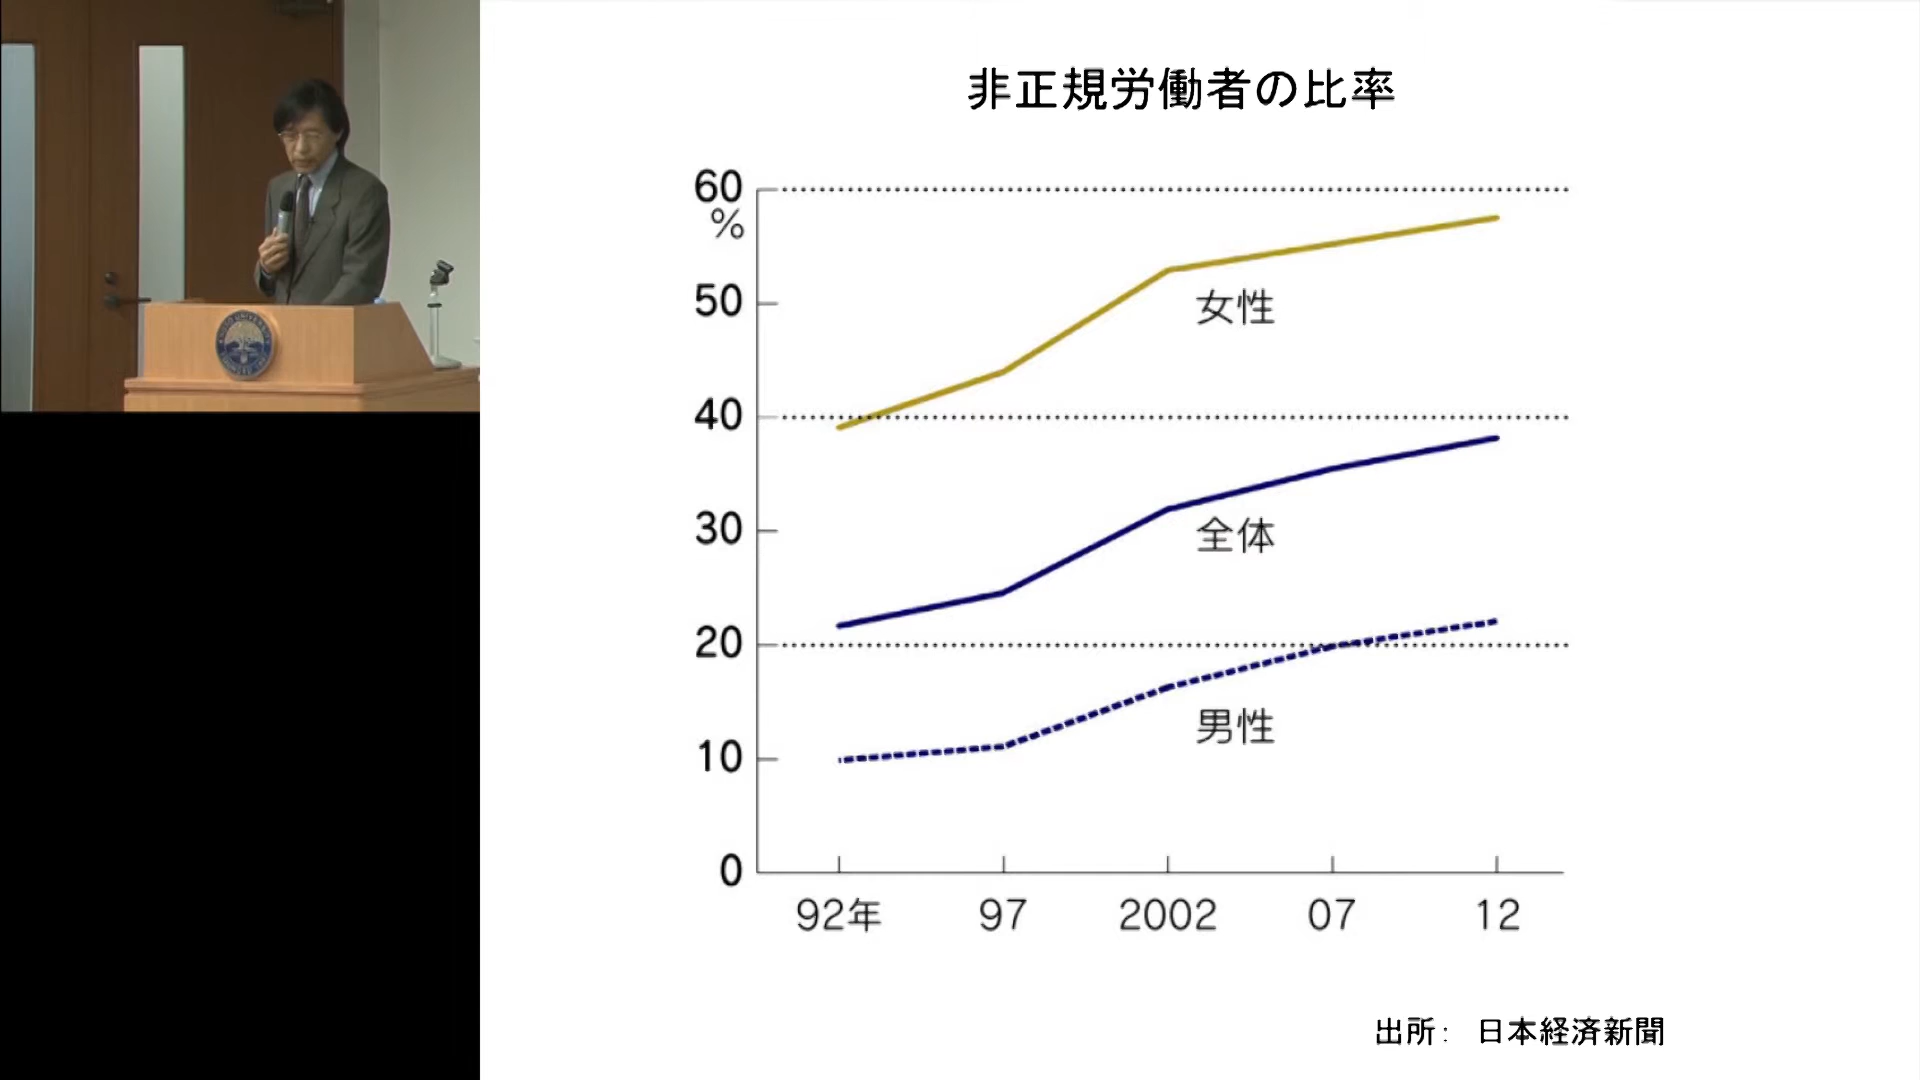 非正規労働者の比率
60
%
50
女性
40
30
全体
20
男性
10
0
92年 97 2002 07 12
出所: 日本経済新聞